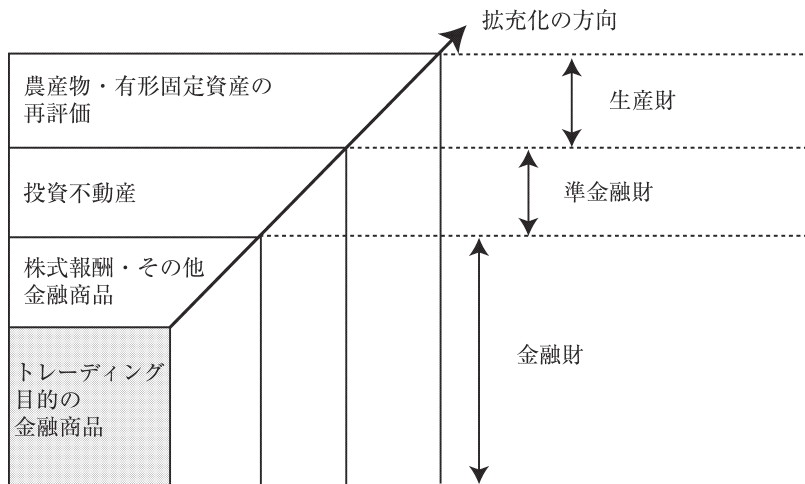 拡充化の方向
農産物・有形固定資産の
再評価
生産財
投資不動産
準金融財
株式報酬・その他
金融商品
金融財
トレーディング
目的の
金融商品